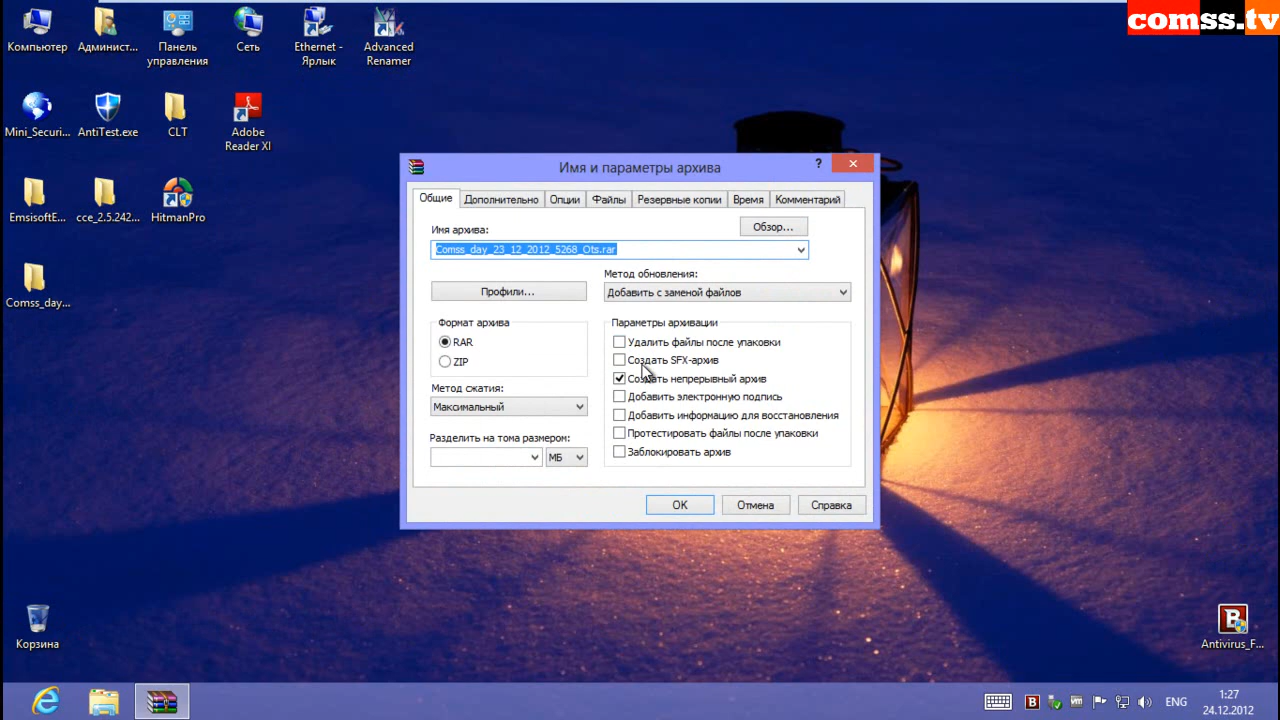 comss.tv
Компьютер
Админист...
Панель
управления
Сеть
Ethernet -
Ярлык
Advanced
Renamer
Mini_Securi...
AntiTest.exe
CLT
Adobe
Reader XI
EmsisoftE...
cce_2.5.242...
HitmanPro
Comss_day...
Имя и параметры архива
?
Общие
Дополнительно
Опции
Файлы
Резервные копии
Время
Комментарий
Имя архива:
Обзор...
Comss_day_23_12_2012_5268_Ots.rar
Метод обновления:
Профили...
Добавить с заменой файлов
Формат архива
Параметры архивации
RAR
Удалить файлы после упаковки
ZIP
Создать SFX-архив
Создать непрерывный архив
Метод сжатия:
Добавить электронную подпись
Максимальный
Добавить информацию для восстановления
Разделить на тома размером:
Протестировать файлы после упаковки
МБ
Заблокировать архив
OK
Отмена
Справка
Корзина
Antivirus_F...
ENG
1:27
24.12.2012